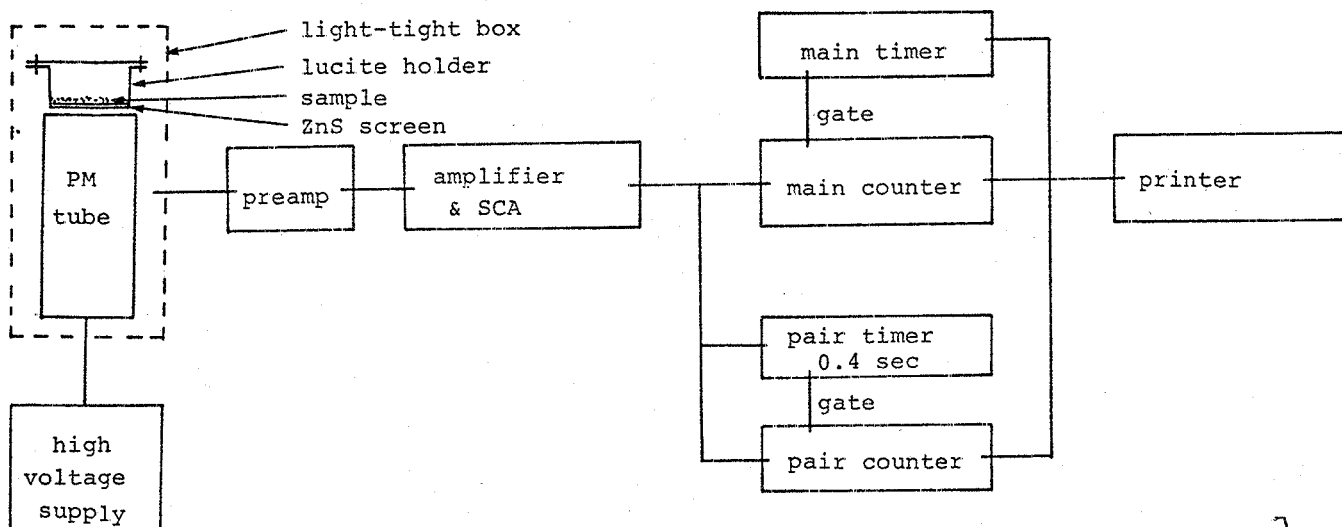 light-tight box
lucite holder
sample
ZnS screen
PM
tube
preamp
amplifier
& SCA
main timer
gate
main counter
printer
pair timer
0.4 sec
gate
pair counter
high
voltage
supply